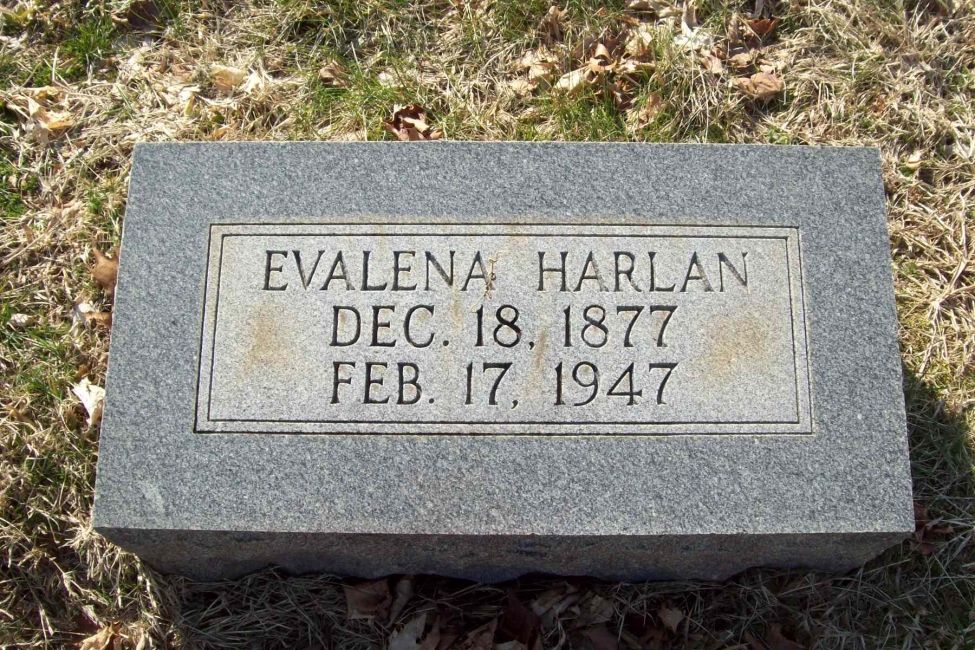 EVALENA HARLAN
DEC. 18, 1877
FEB. 17, 1947